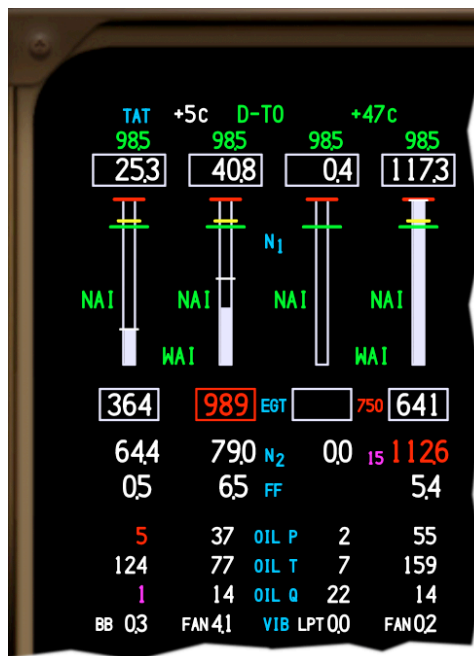 TAT +5c D-TO +47c
98.5 98.5 98.5 98.5
25.3 40.8 0.4 117.3
N1
NAI NAI NAI NAI
WAI WAI
364 989 EGT 750 641
64.4 79.0 N2 0.0 15 112.6
0.5 6.5 FF 5.4
5 37 OIL P 2 55
124 77 OIL T 7 159
1 14 OIL Q 22 14
BB 0.3 FAN 4.1 VIB LPT 0.0 FAN 0.2